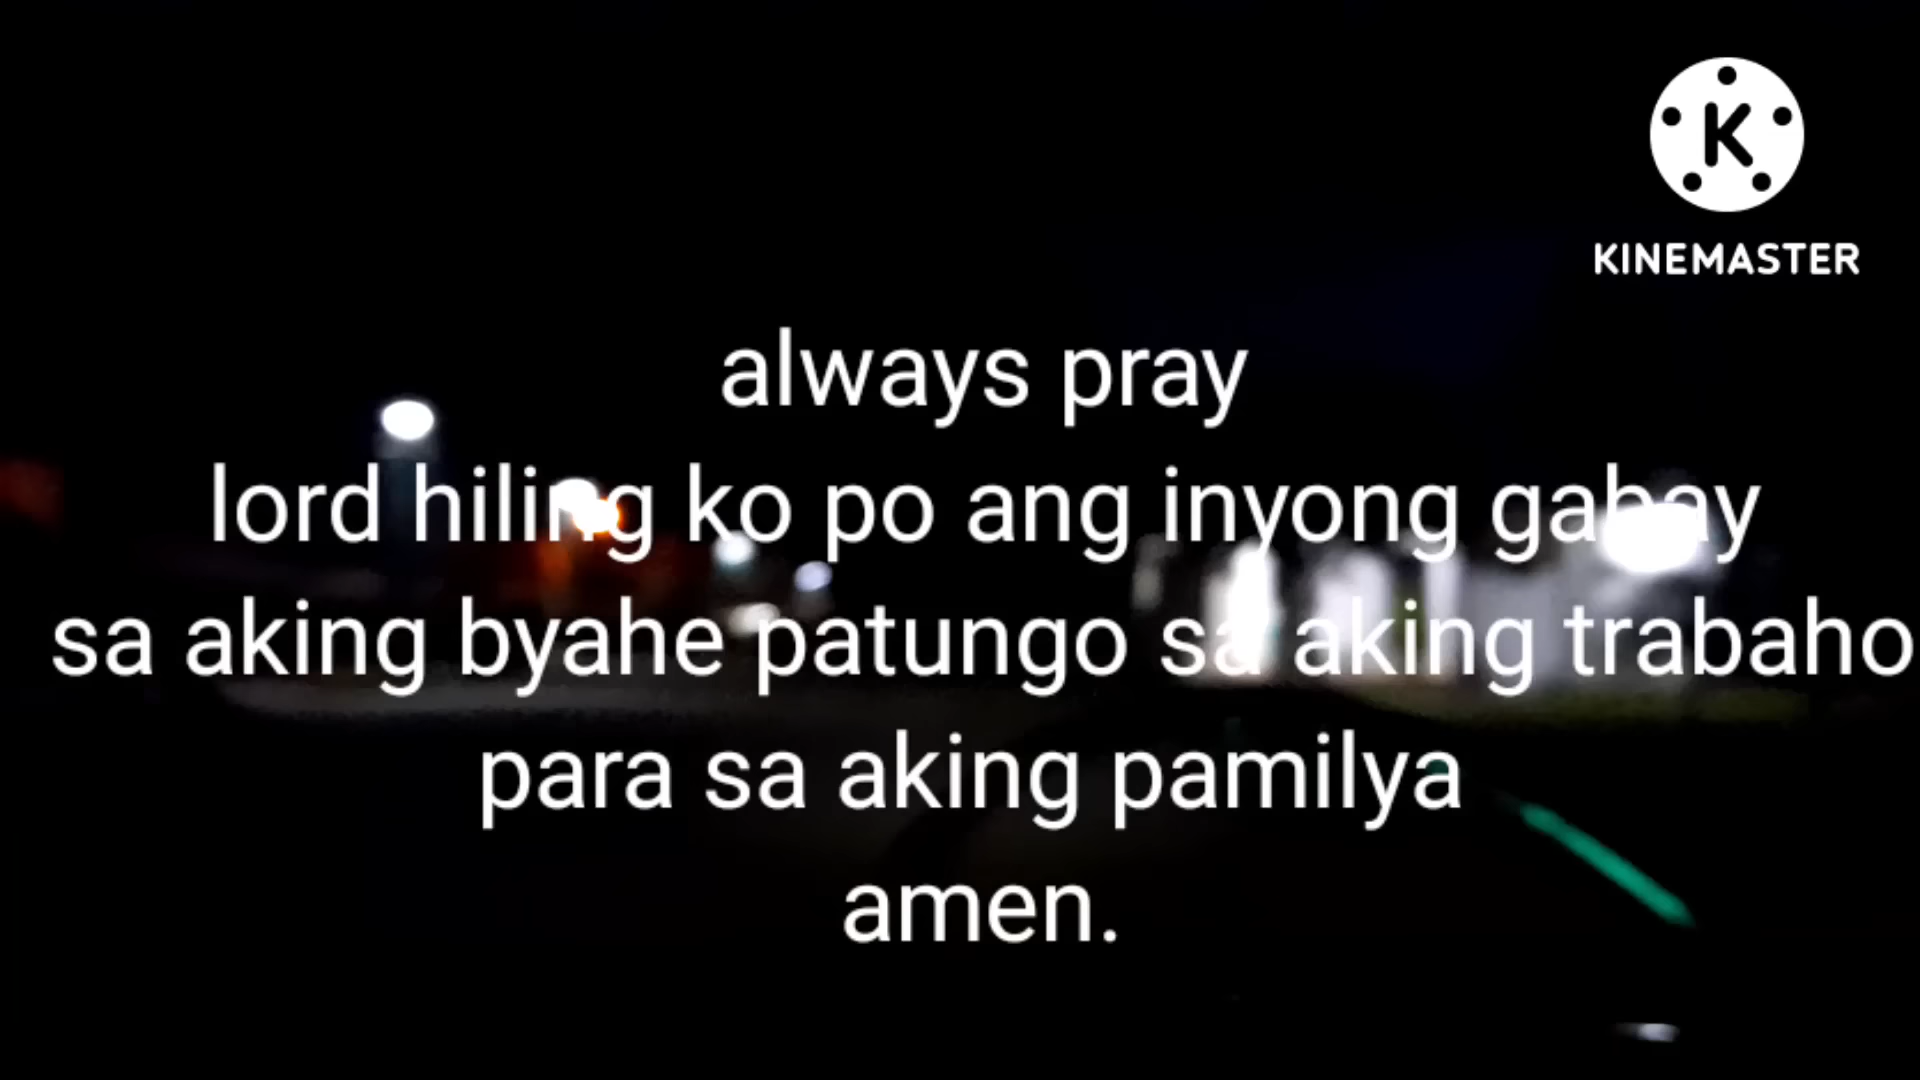 K
KINEMASTER
always pray
lord hiling ko po ang inyong gabay
sa aking byahe patungo sa aking trabaho
para sa aking pamilya
amen.